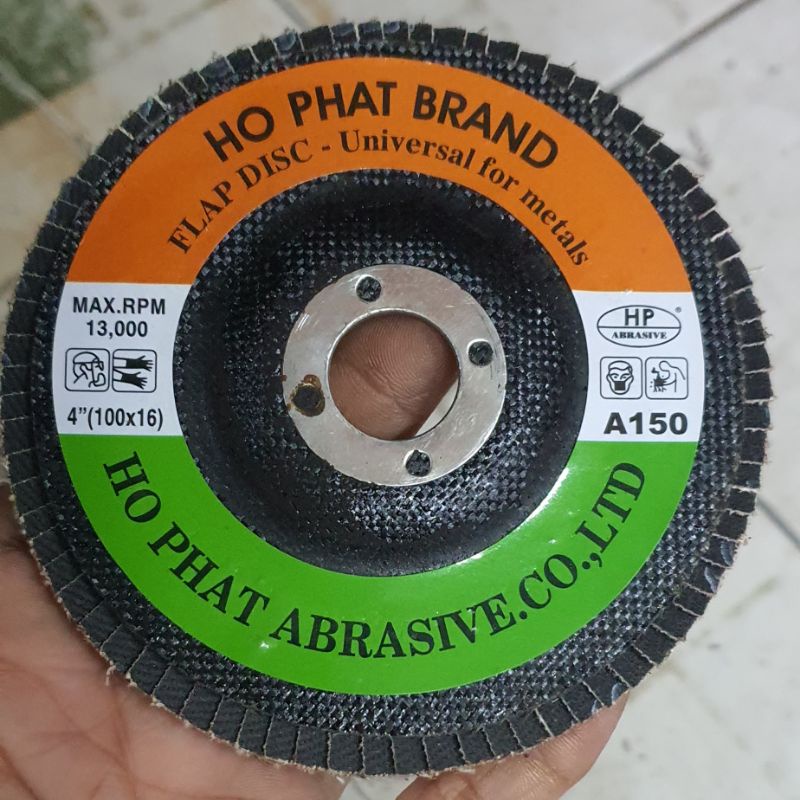 HO PHAT BRAND
FLAP DISC - Universal for metals
MAX.RPM
13,000
4"(100x16)
HP®
ABRASIVE
A150
HO PHAT ABRASIVE.CO.,LTD